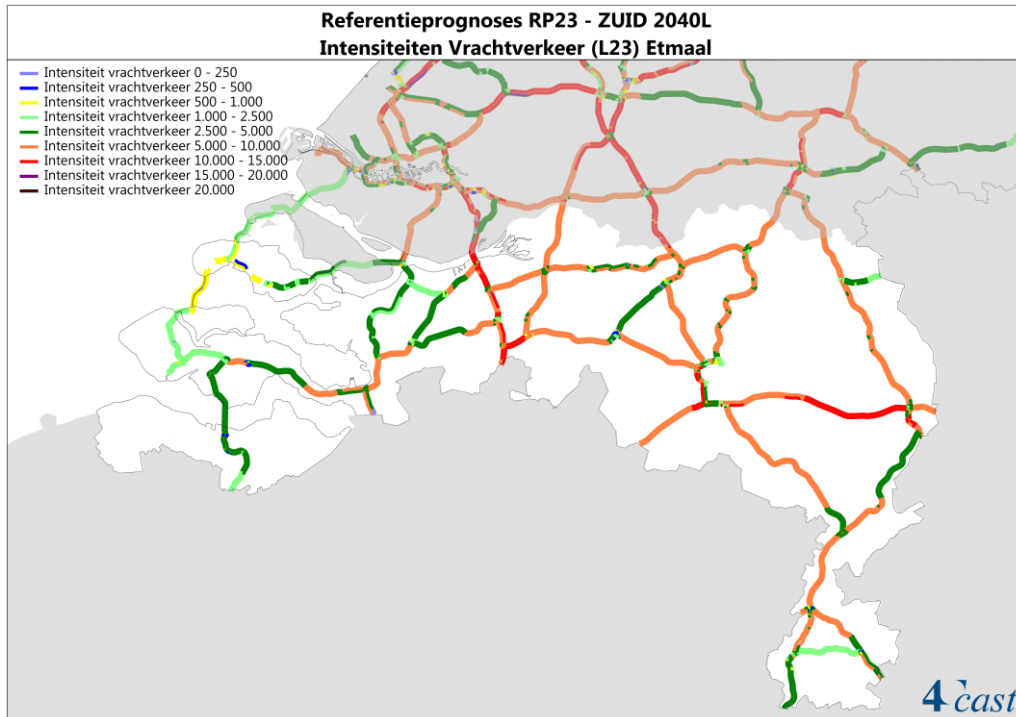 Referentieprognoses RP23 - ZUID 2040L
Intensiteiten Vrachtverkeer (L23) Etmaal
Intensiteit vrachtverkeer 0 - 250
Intensiteit vrachtverkeer 250 - 500
Intensiteit vrachtverkeer 500 - 1.000
Intensiteit vrachtverkeer 1.000 - 2.500
Intensiteit vrachtverkeer 2.500 - 5.000
Intensiteit vrachtverkeer 5.000 - 10.000
Intensiteit vrachtverkeer 10.000 - 15.000
Intensiteit vrachtverkeer 15.000 - 20.000
Intensiteit vrachtverkeer 20.000
4cast